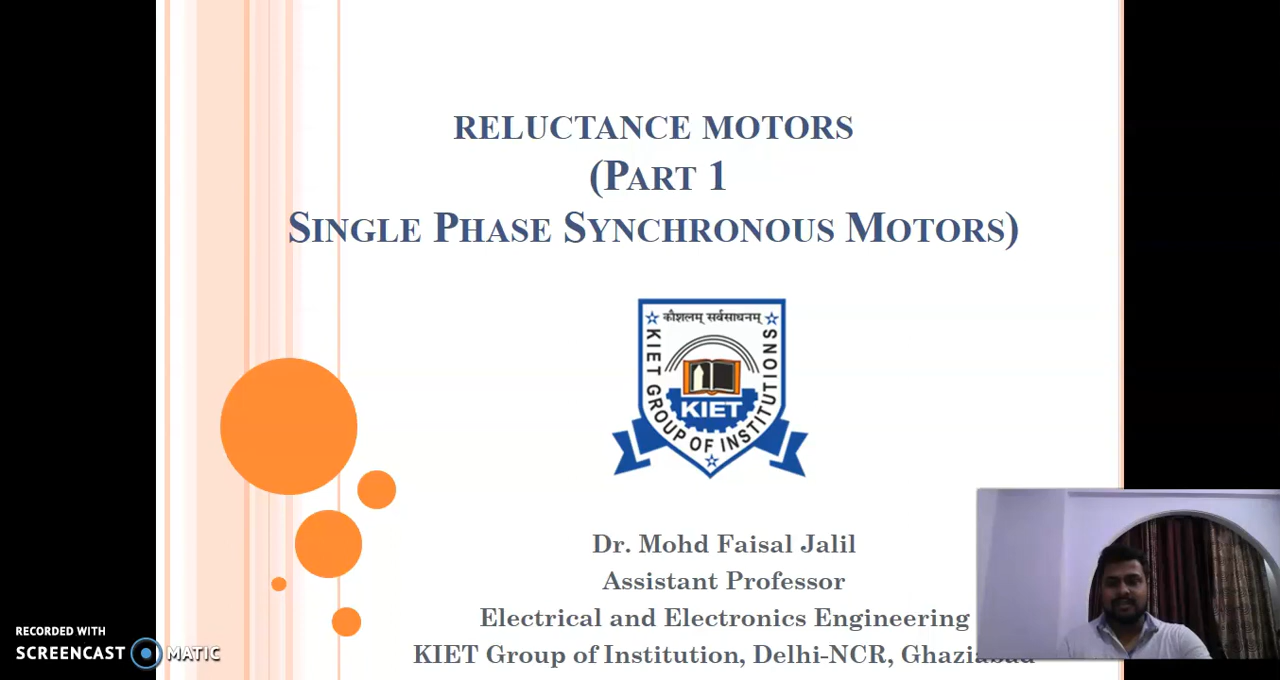 RELUCTANCE MOTORS
(PART 1
SINGLE PHASE SYNCHRONOUS MOTORS)
कौशलम् सर्वसाधनम्
KIET GROUP OF INSTITUTIONS
KIET
Dr. Mohd Faisal Jalil
Assistant Professor
Electrical and Electronics Engineering
KIET Group of Institution, Delhi-NCR, Ghaziabad
RECORDED WITH
SCREENCAST MATIC